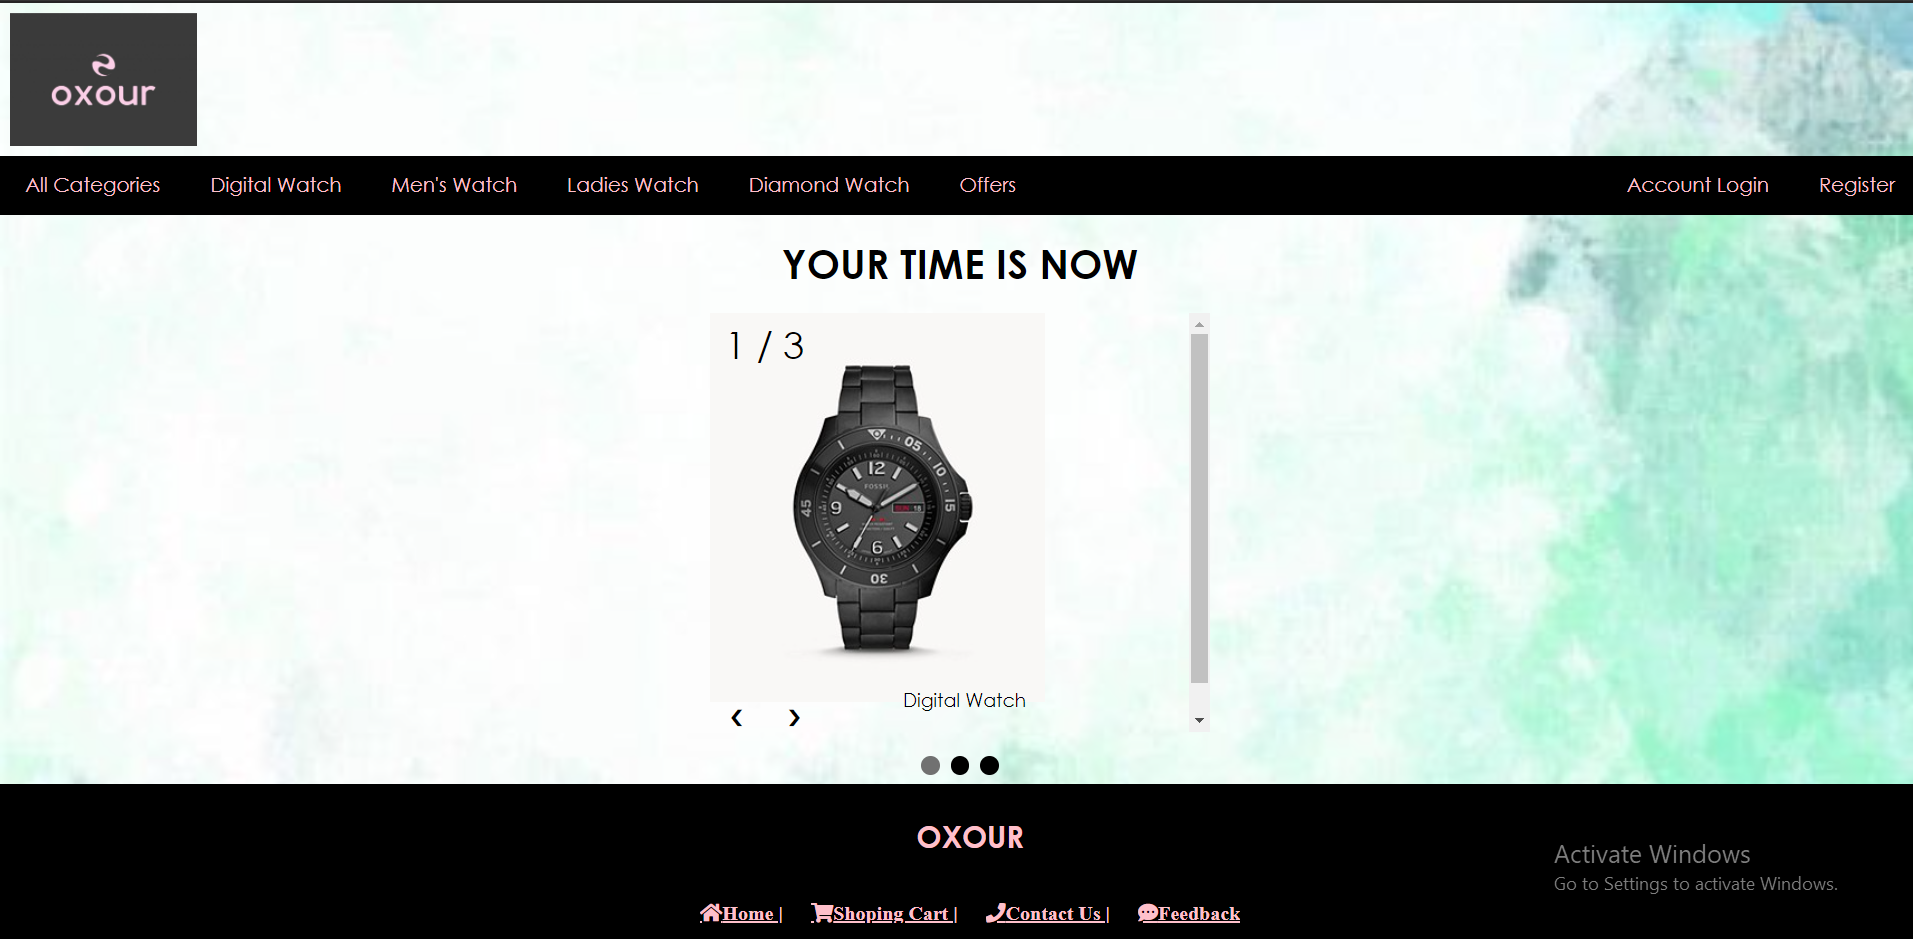 oxour
All Categories Digital Watch Men's Watch Ladies Watch Diamond Watch Offers Account Login Register
YOUR TIME IS NOW
1 / 3
05
10
12
FOSSIL
45 9 SUN 18 15
6
30
Digital Watch
❮ ❯
OXOUR
Activate Windows
Go to Settings to activate Windows.
Home | Shoping Cart | Contact Us | Feedback